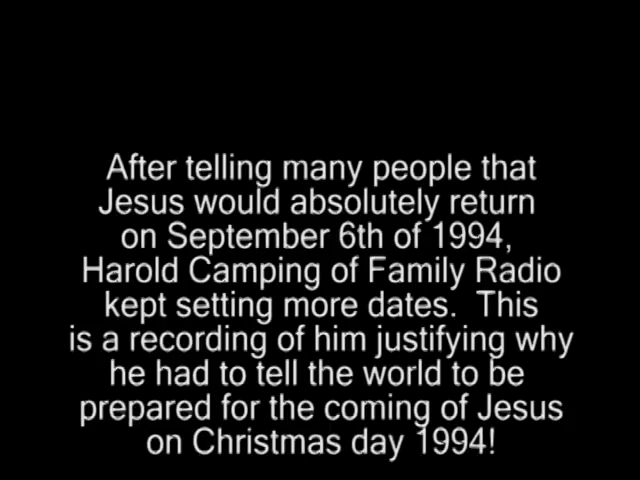 After telling many people that
Jesus would absolutely return
on September 6th of 1994,
Harold Camping of Family Radio
kept setting more dates.  This
is a recording of him justifying why
he had to tell the world to be
prepared for the coming of Jesus
on Christmas day 1994!